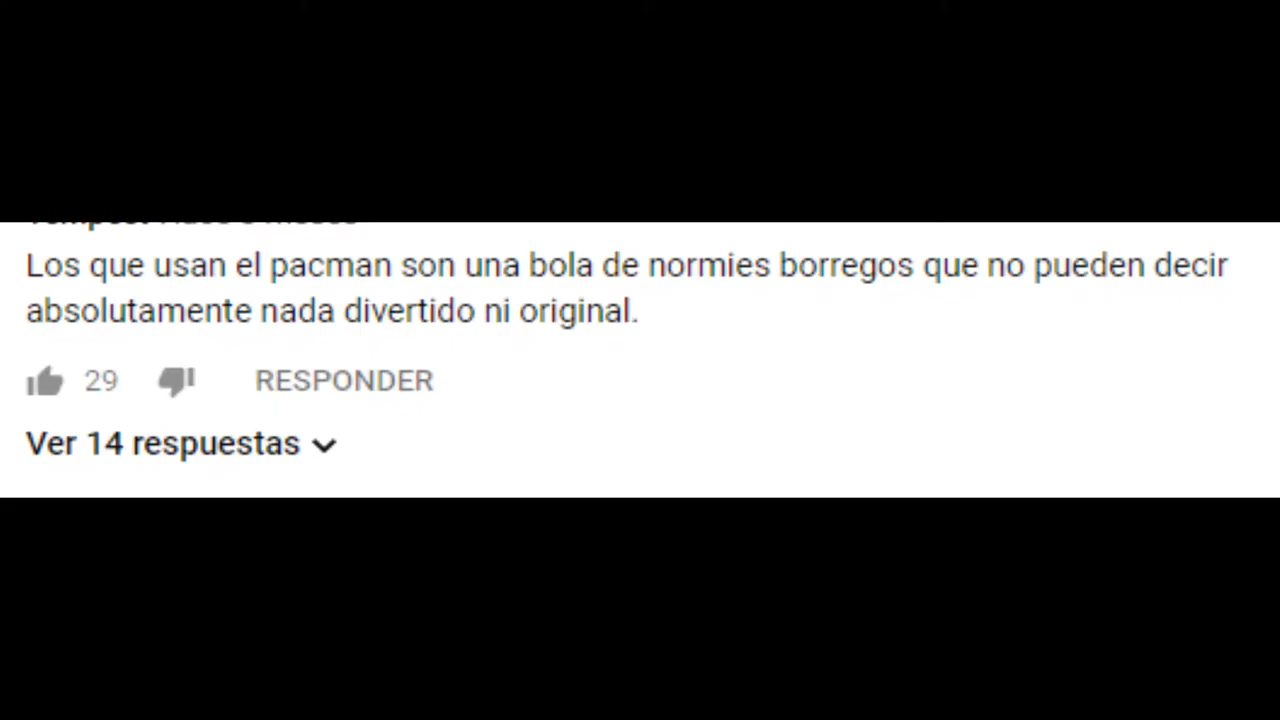 Los que usan el pacman son una bola de normies borregos que no pueden decir
absolutamente nada divertido ni original.
29 RESPONDER
Ver 14 respuestas